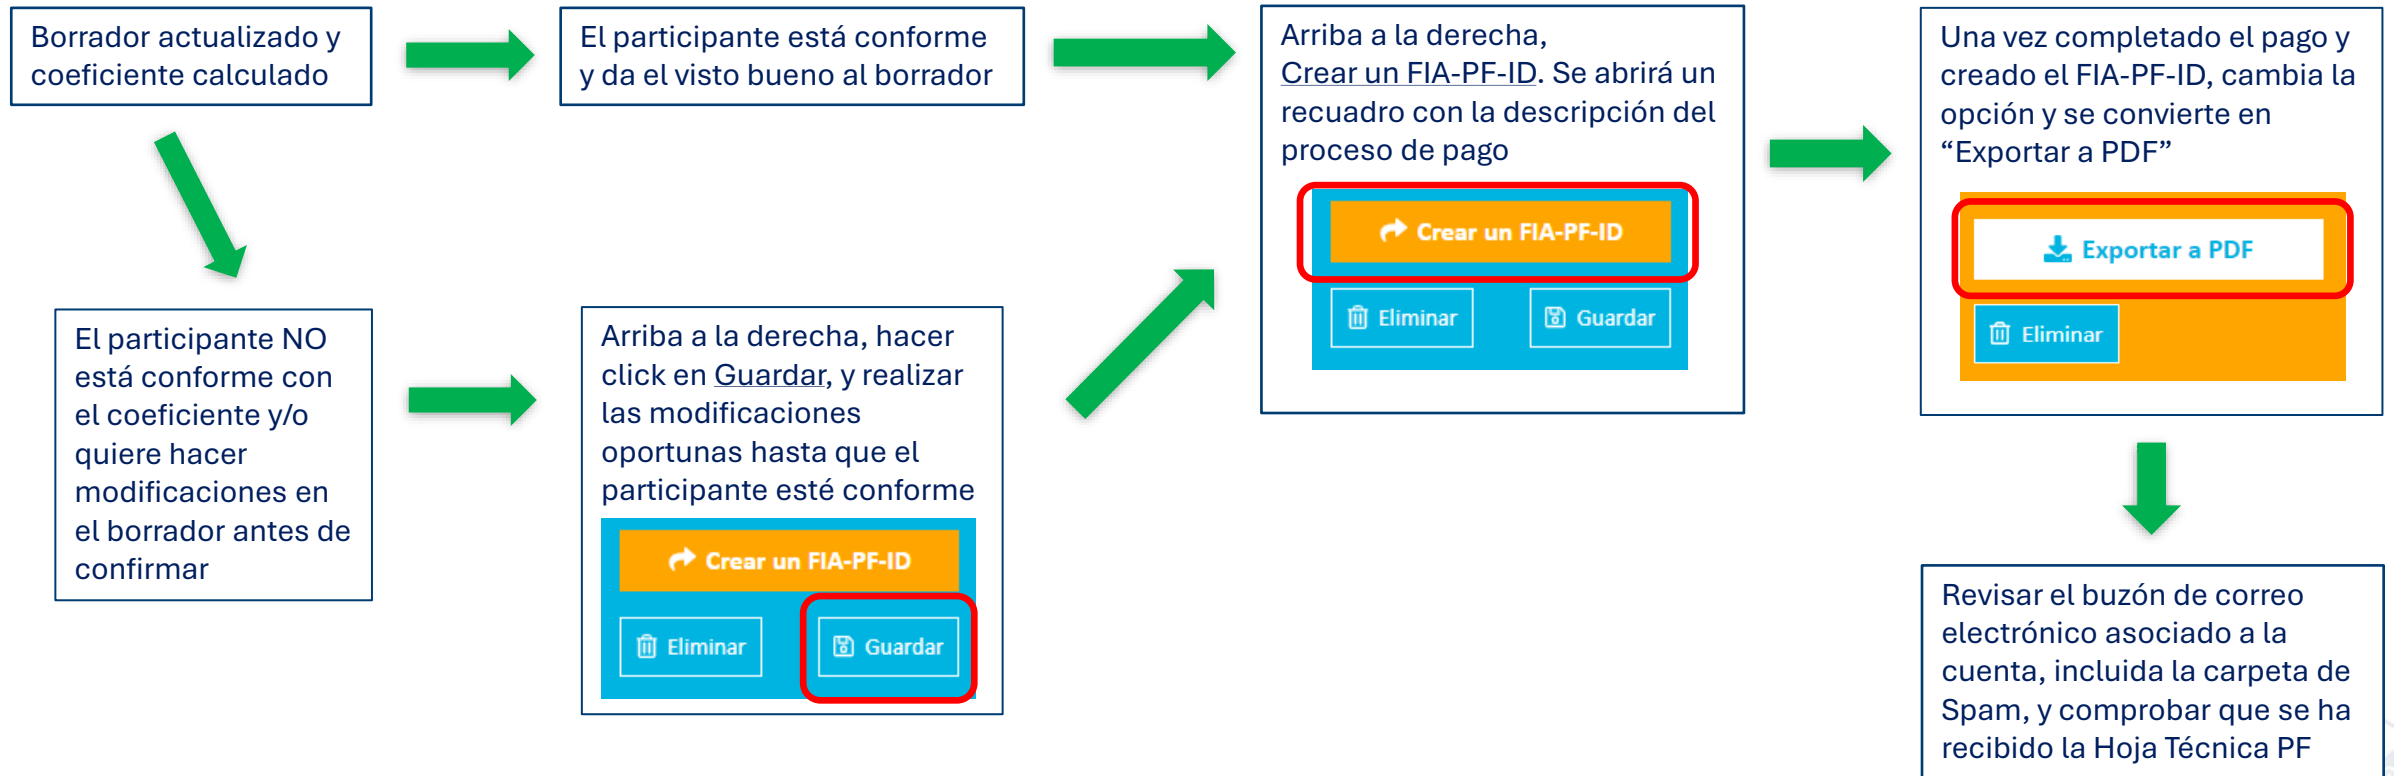 Borrador actualizado y
coeficiente calculado
El participante está conforme
y da el visto bueno al borrador
Arriba a la derecha,
Crear un FIA-PF-ID. Se abrirá un
recuadro con la descripción del
proceso de pago
Crear un FIA-PF-ID
Eliminar
Guardar
Una vez completado el pago y
creado el FIA-PF-ID, cambia la
opción y se convierte en
“Exportar a PDF”
Exportar a PDF
Eliminar
El participante NO
está conforme con
el coeficiente y/o
quiere hacer
modificaciones en
el borrador antes de
confirmar
Arriba a la derecha, hacer
click en Guardar, y realizar
las modificaciones
oportunas hasta que el
participante esté conforme
Crear un FIA-PF-ID
Eliminar
Guardar
Revisar el buzón de correo
electrónico asociado a la
cuenta, incluida la carpeta de
Spam, y comprobar que se ha
recibido la Hoja Técnica PF